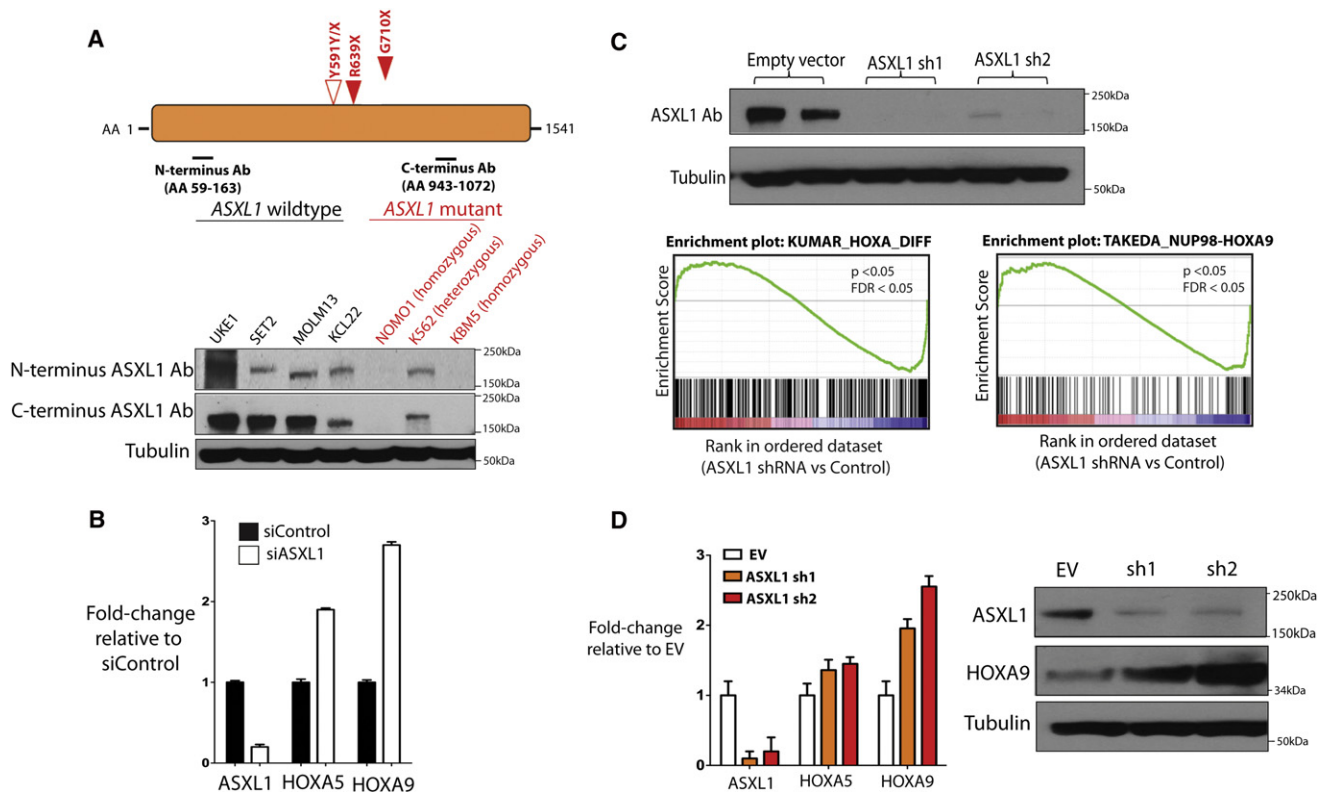 A
Y591Y/X
R639X
G710X
AA 1
1541
N-terminus Ab
(AA 59-163)
C-terminus Ab
(AA 943-1072)
ASXL1 wildtype
ASXL1 mutant
UKE1
SET2
MOLM13
KCL22
NOMO1 (homozygous)
K562 (heterozygous)
KBM5 (homozygous)
N-terminus ASXL1 Ab
250kDa
150kDa
C-terminus ASXL1 Ab
250kDa
150kDa
Tubulin
50kDa
B
siControl
siASXL1
Fold-change
relative to
siControl
3
2
1
0
ASXL1
HOXA5
HOXA9
C
Empty vector
ASXL1 sh1
ASXL1 sh2
ASXL1 Ab
250kDa
150kDa
Tubulin
50kDa
Enrichment plot: KUMAR_HOXA_DIFF
p <0.05
FDR < 0.05
Enrichment Score
Rank in ordered dataset
(ASXL1 shRNA vs Control)
Enrichment plot: TAKEDA_NUP98-HOXA9
p <0.05
FDR < 0.05
Enrichment Score
Rank in ordered dataset
(ASXL1 shRNA vs Control)
D
EV
ASXL1 sh1
ASXL1 sh2
Fold-change
relative to EV
3
2
1
0
ASXL1
HOXA5
HOXA9
EV
sh1
sh2
ASXL1
250kDa
150kDa
HOXA9
34kDa
Tubulin
50kDa